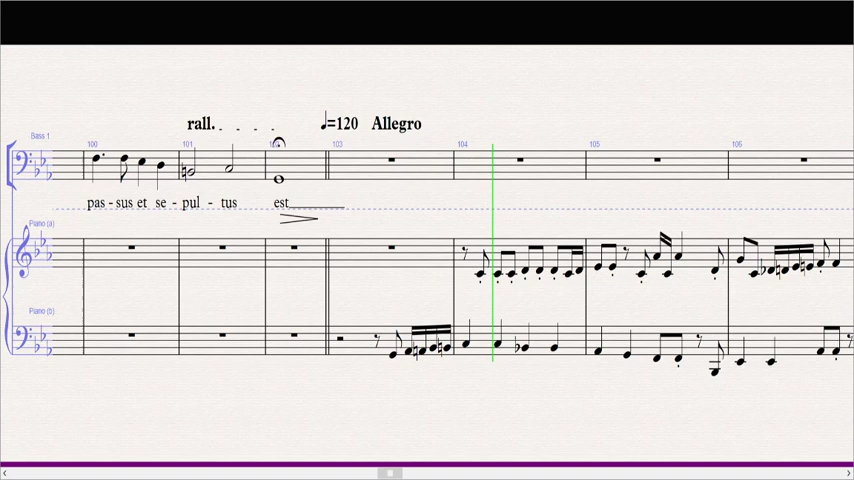 rall.
♩=120 Allegro
Bass 1
100
101
103
104
105
106
pas - sus et se - pul - tus est
Piano (a)
Piano (b)